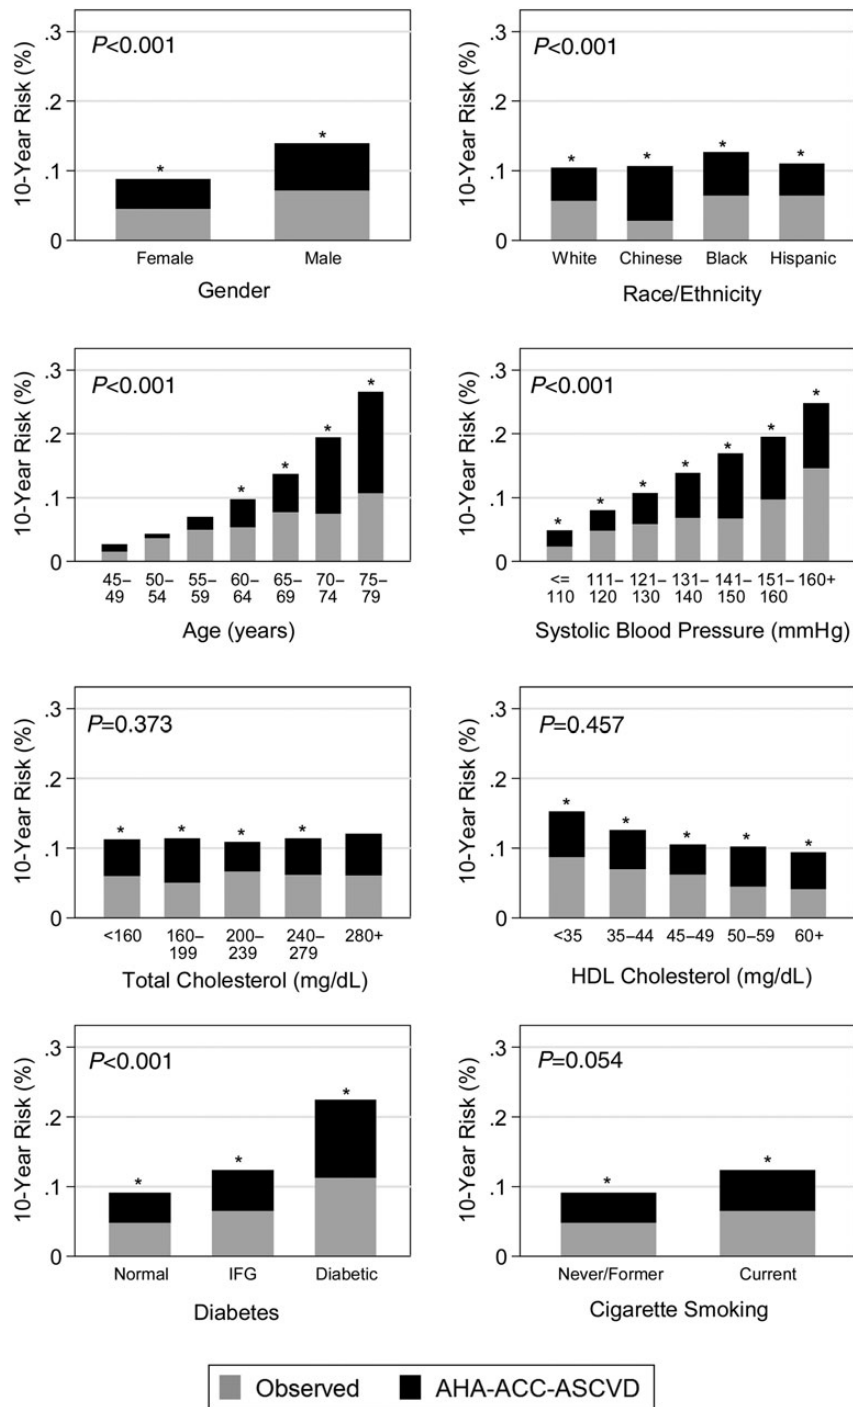 10-Year Risk (%)
.3
.2
.1
0
P<0.001
*
*
Female
Male
Gender
10-Year Risk (%)
.3
.2
.1
0
P<0.001
*
*
*
*
White
Chinese
Black
Hispanic
Race/Ethnicity
10-Year Risk (%)
.3
.2
.1
0
P<0.001
*
*
*
*
45–
49
50–
54
55–
59
60–
64
65–
69
70–
74
75–
79
Age (years)
10-Year Risk (%)
.3
.2
.1
0
P<0.001
*
*
*
*
*
*
*
<=
110
111–
120
121–
130
131–
140
141–
150
151–
160
160+
Systolic Blood Pressure (mmHg)
10-Year Risk (%)
.3
.2
.1
0
P=0.373
*
*
*
*
<160
160–
199
200–
239
240–
279
280+
Total Cholesterol (mg/dL)
10-Year Risk (%)
.3
.2
.1
0
P=0.457
*
*
*
*
*
<35
35–44
45–49
50–59
60+
HDL Cholesterol (mg/dL)
10-Year Risk (%)
.3
.2
.1
0
P<0.001
*
*
*
Normal
IFG
Diabetic
Diabetes
10-Year Risk (%)
.3
.2
.1
0
P=0.054
*
*
Never/Former
Current
Cigarette Smoking
Observed
AHA-ACC-ASCVD